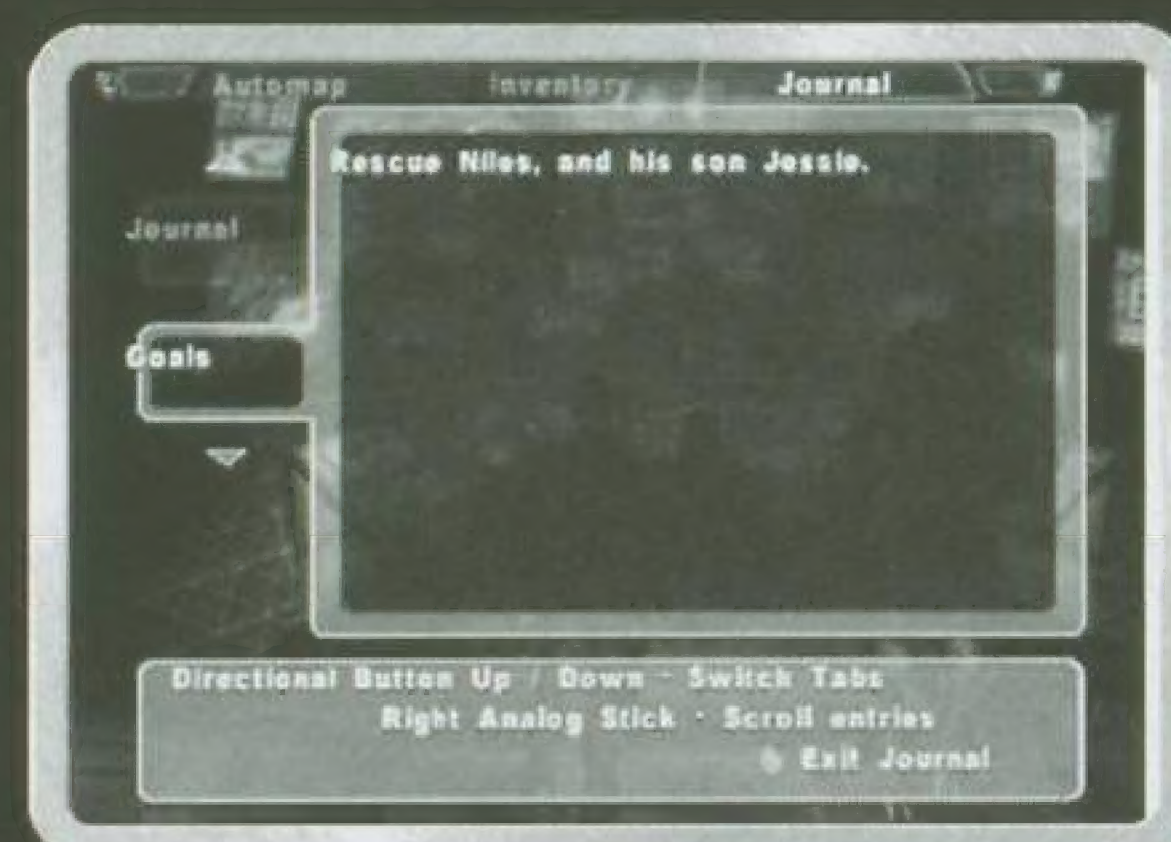 Automap Inventory Journal
Rescue Niles, and his son Jessie.
Journal
Goals
Directional Button Up / Down - Switch Tabs
Right Analog Stick - Scroll entries
Exit Journal